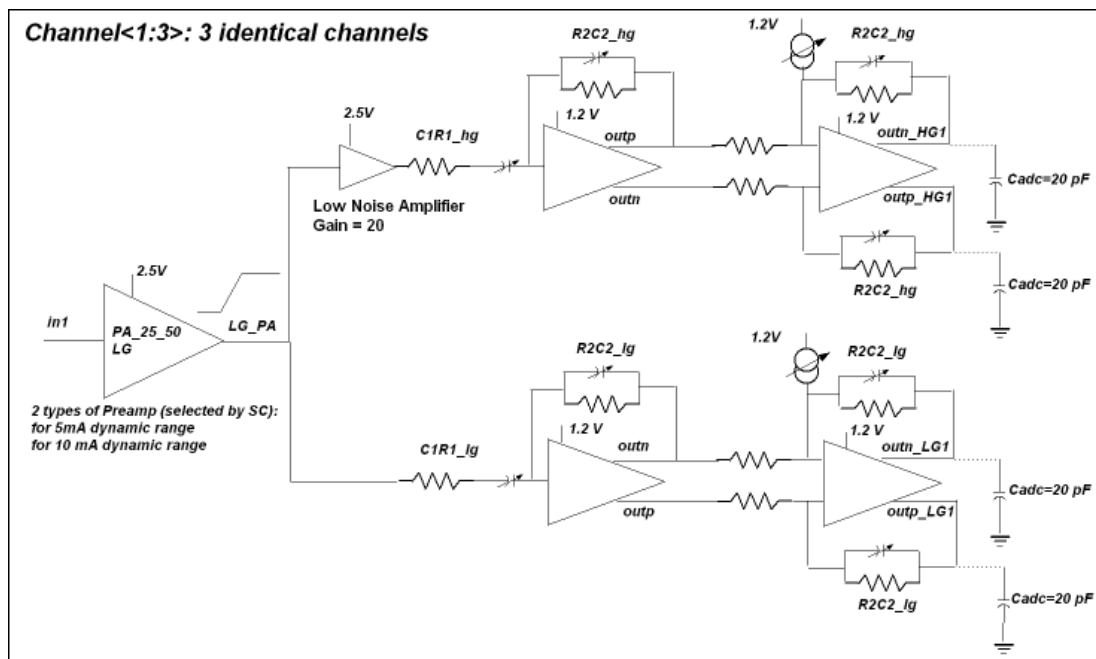 Channel<1:3>: 3 identical channels
R2C2_hg
1.2V
R2C2_hg
2.5V
C1R1_hg
1.2 V
outp
outn
1.2 V
outn_HG1
outp_HG1
Cadc=20 pF
Low Noise Amplifier
Gain = 20
R2C2_hg
Cadc=20 pF
2.5V
in1
PA_25_50
LG
LG_PA
2 types of Preamp (selected by SC):
for 5mA dynamic range
for 10 mA dynamic range
R2C2_lg
1.2V
R2C2_lg
C1R1_lg
1.2 V
outn
outp
1.2 V
outn_LG1
outp_LG1
Cadc=20 pF
R2C2_lg
Cadc=20 pF